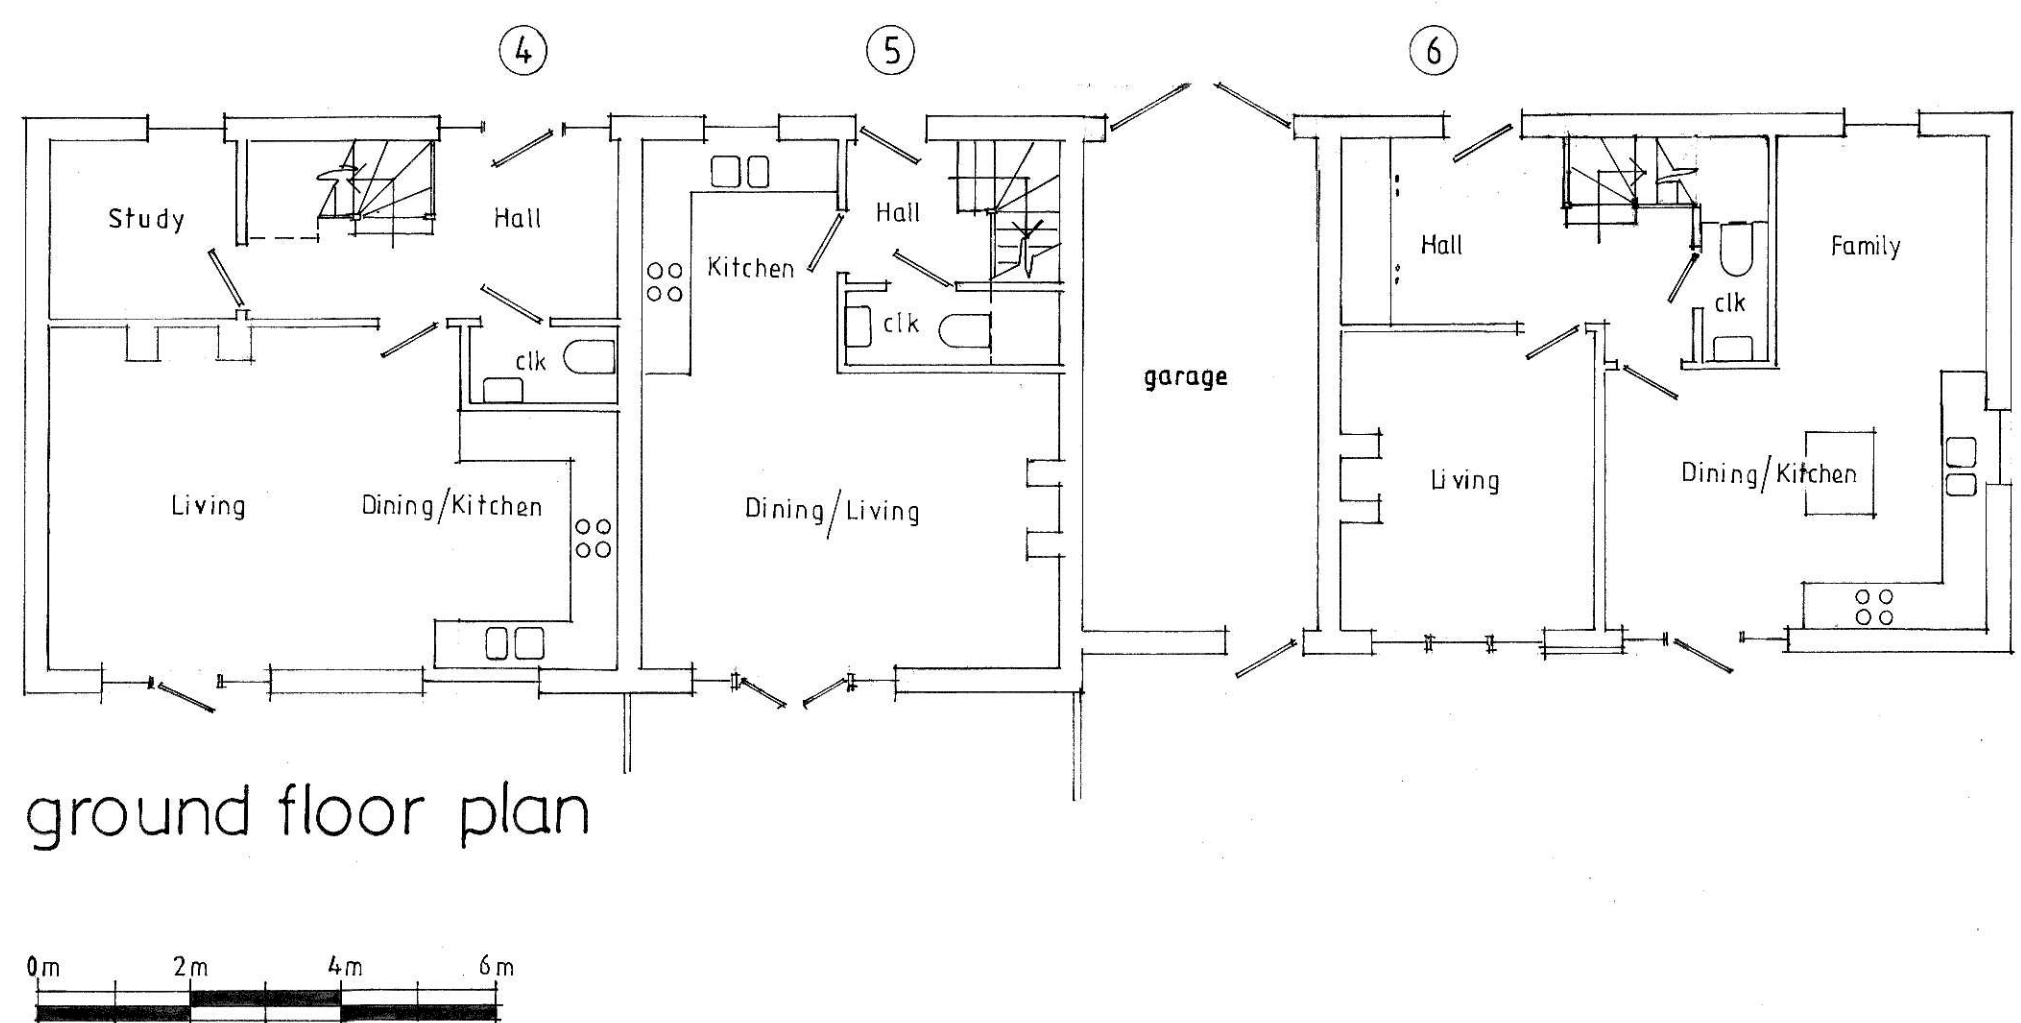 4
5
6
Study
Hall
Kitchen
Hall
Hall
Family
clk
clk
clk
garage
Living
Dining/Kitchen
Dining/Living
Living
Dining/Kitchen
ground floor plan
0m 2m 4m 6m